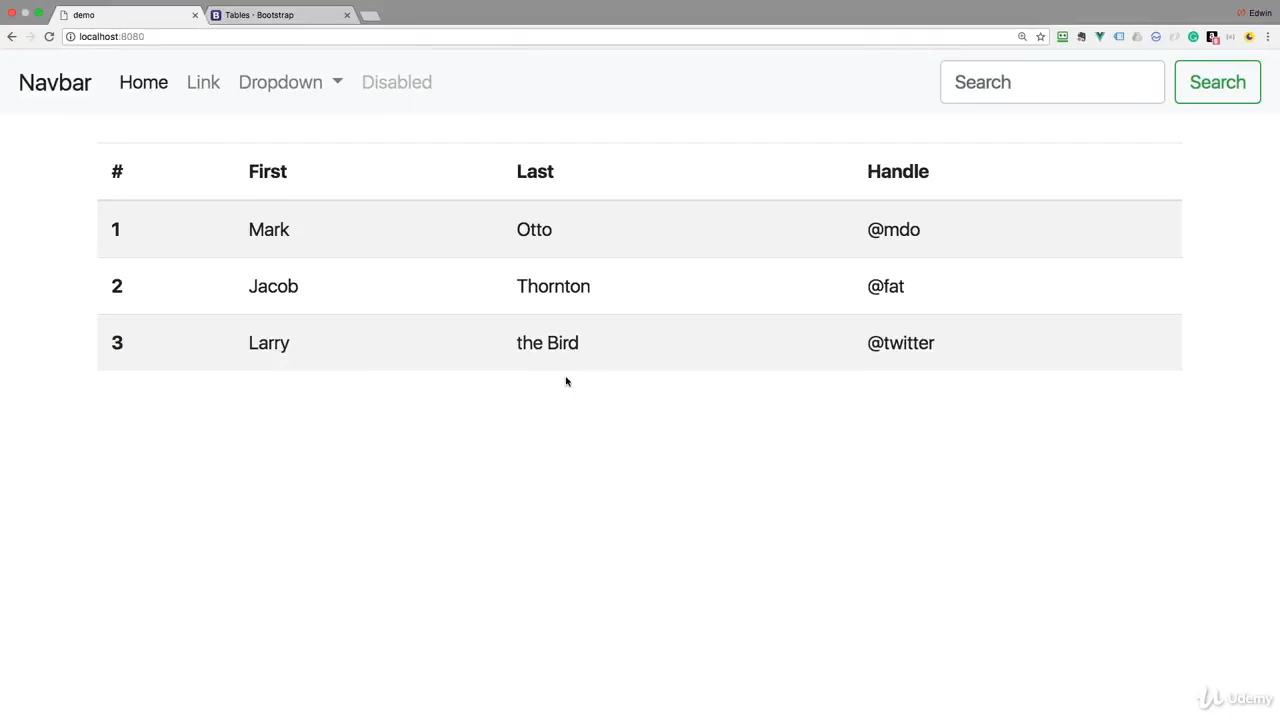 demo
Tables · Bootstrap
Edwin
localhost:8080
Navbar Home Link Dropdown Disabled Search Search
# First Last Handle
1 Mark Otto @mdo
2 Jacob Thornton @fat
3 Larry the Bird @twitter
Udemy